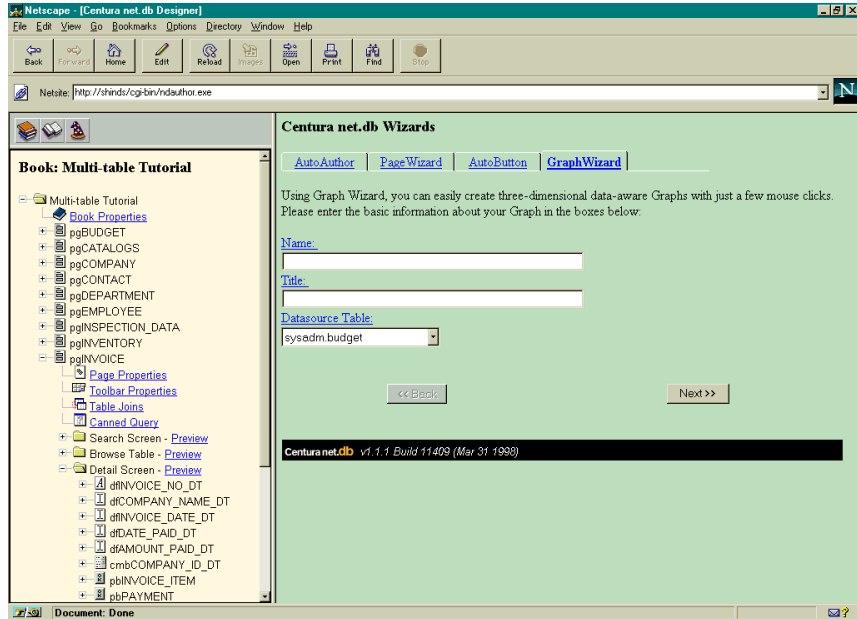 Netscape - [Centura net.db Designer]
File Edit View Go Bookmarks Options Directory Window Help
Back Forward Home Edit Reload Images Open Print Find Stop
Netsite: http://shinds/cgi-bin/ndauthor.exe
N
Book: Multi-table Tutorial
Multi-table Tutorial
Book Properties
pgBUDGET
pgCATALOGS
pgCOMPANY
pgCONTACT
pgDEPARTMENT
pgEMPLOYEE
pgINSPECTION_DATA
pgINVENTORY
pgINVOICE
Page Properties
Toolbar Properties
Table Joins
Canned Query
Search Screen - Preview
Browse Table - Preview
Detail Screen - Preview
dfINVOICE_NO_DT
dfCOMPANY_NAME_DT
dfINVOICE_DATE_DT
dfDATE_PAID_DT
dfAMOUNT_PAID_DT
cmbCOMPANY_ID_DT
pbINVOICE_ITEM
pbPAYMENT
Centura net.db Wizards
AutoAuthor PageWizard AutoButton GraphWizard
Using Graph Wizard, you can easily create three-dimensional data-aware Graphs with just a few mouse clicks.
Please enter the basic information about your Graph in the boxes below:
Name:
Title:
Datasource Table:
sysadm.budget
<< Back Next >>
Centura net.db v1.1.1 Build 11409 (Mar 31 1998)
Document: Done